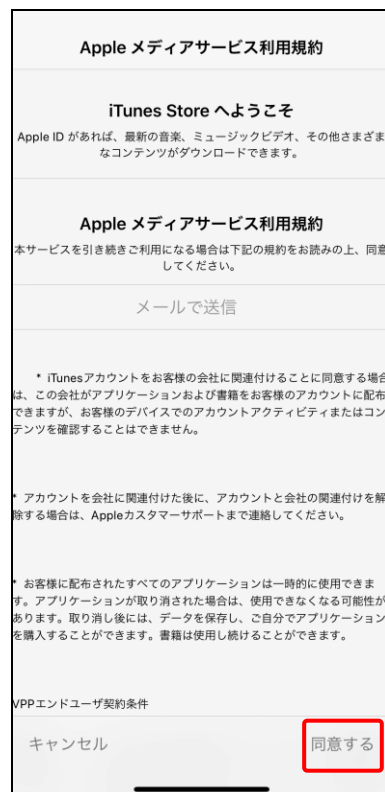 Apple メディアサービス利用規約
iTunes Store へようこそ
Apple ID があれば、最新の音楽、ミュージックビデオ、その他さまざま
なコンテンツがダウンロードできます。
Apple メディアサービス利用規約
本サービスを引き続きご利用になる場合は下記の規約をお読みの上、同意
してください。
メールで送信
* iTunesアカウントをお客様の会社に関連付けることに同意する場合
は、この会社がアプリケーションおよび書籍をお客様のアカウントに配布
できますが、お客様のデバイスでのアカウントアクティビティまたはコン
テンツを確認することはできません。
* アカウントを会社に関連付けた後に、アカウントと会社の関連付けを解
除する場合は、Appleカスタマーサポートまで連絡してください。
* お客様に配布されたすべてのアプリケーションは一時的に使用できま
す。アプリケーションが取り消された場合は、使用できなくなる可能性が
あります。取り消し後には、データを保存し、ご自分でアプリケーション
を購入することができます。書籍は使用し続けることができます。
VPPエンドユーザ契約条件
キャンセル
同意する